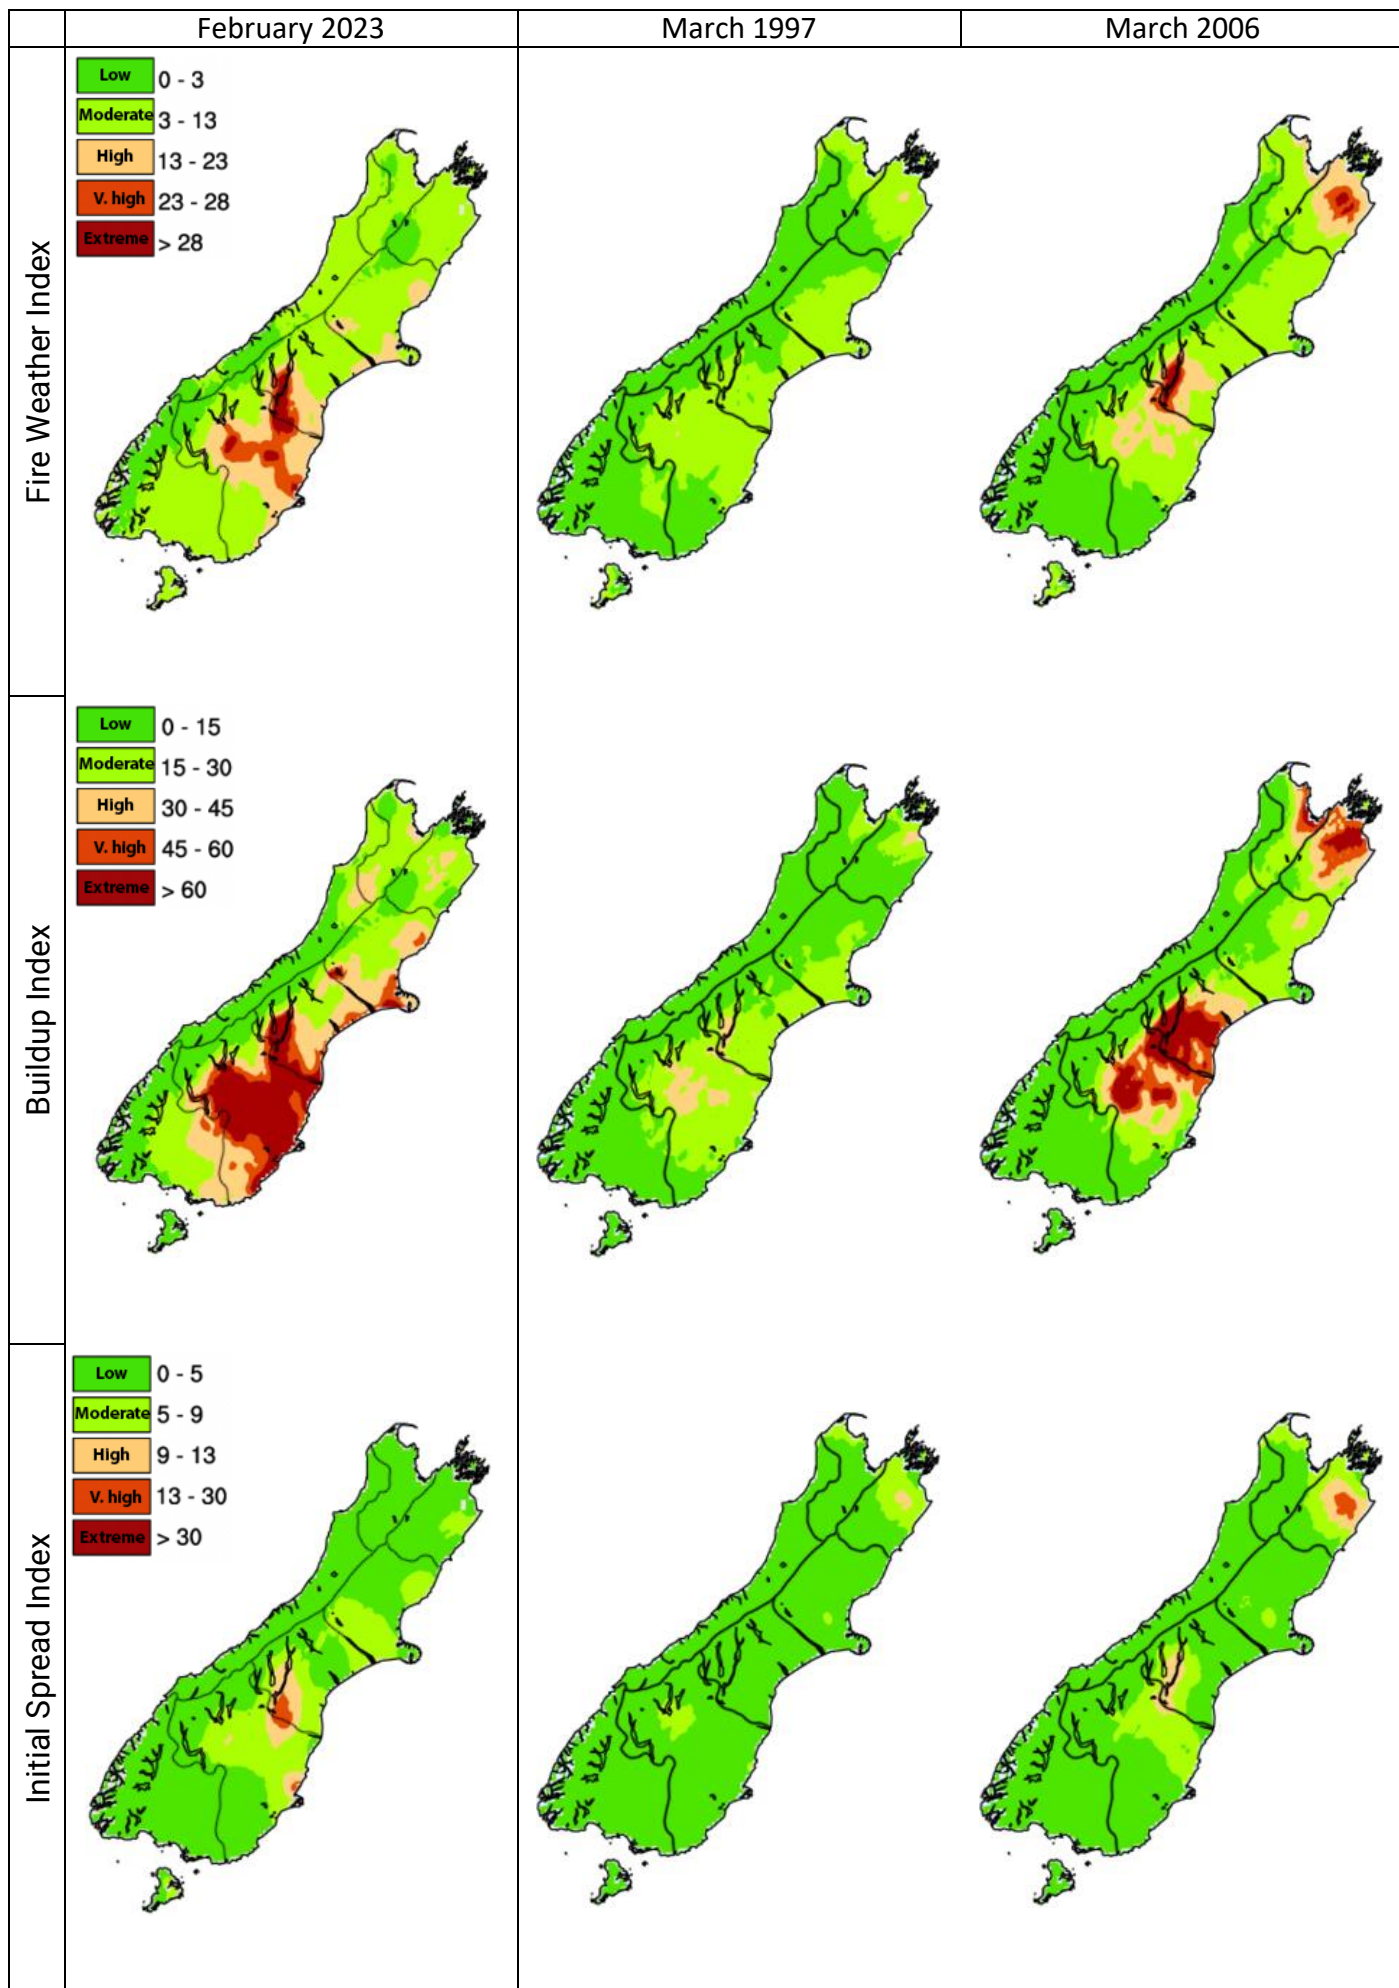 February 2023
March 1997
March 2006
Fire Weather Index
Low 0 - 3
Moderate 3 - 13
High 13 - 23
V. high 23 - 28
Extreme > 28
Buildup Index
Low 0 - 15
Moderate 15 - 30
High 30 - 45
V. high 45 - 60
Extreme > 60
Initial Spread Index
Low 0 - 5
Moderate 5 - 9
High 9 - 13
V. high 13 - 30
Extreme > 30